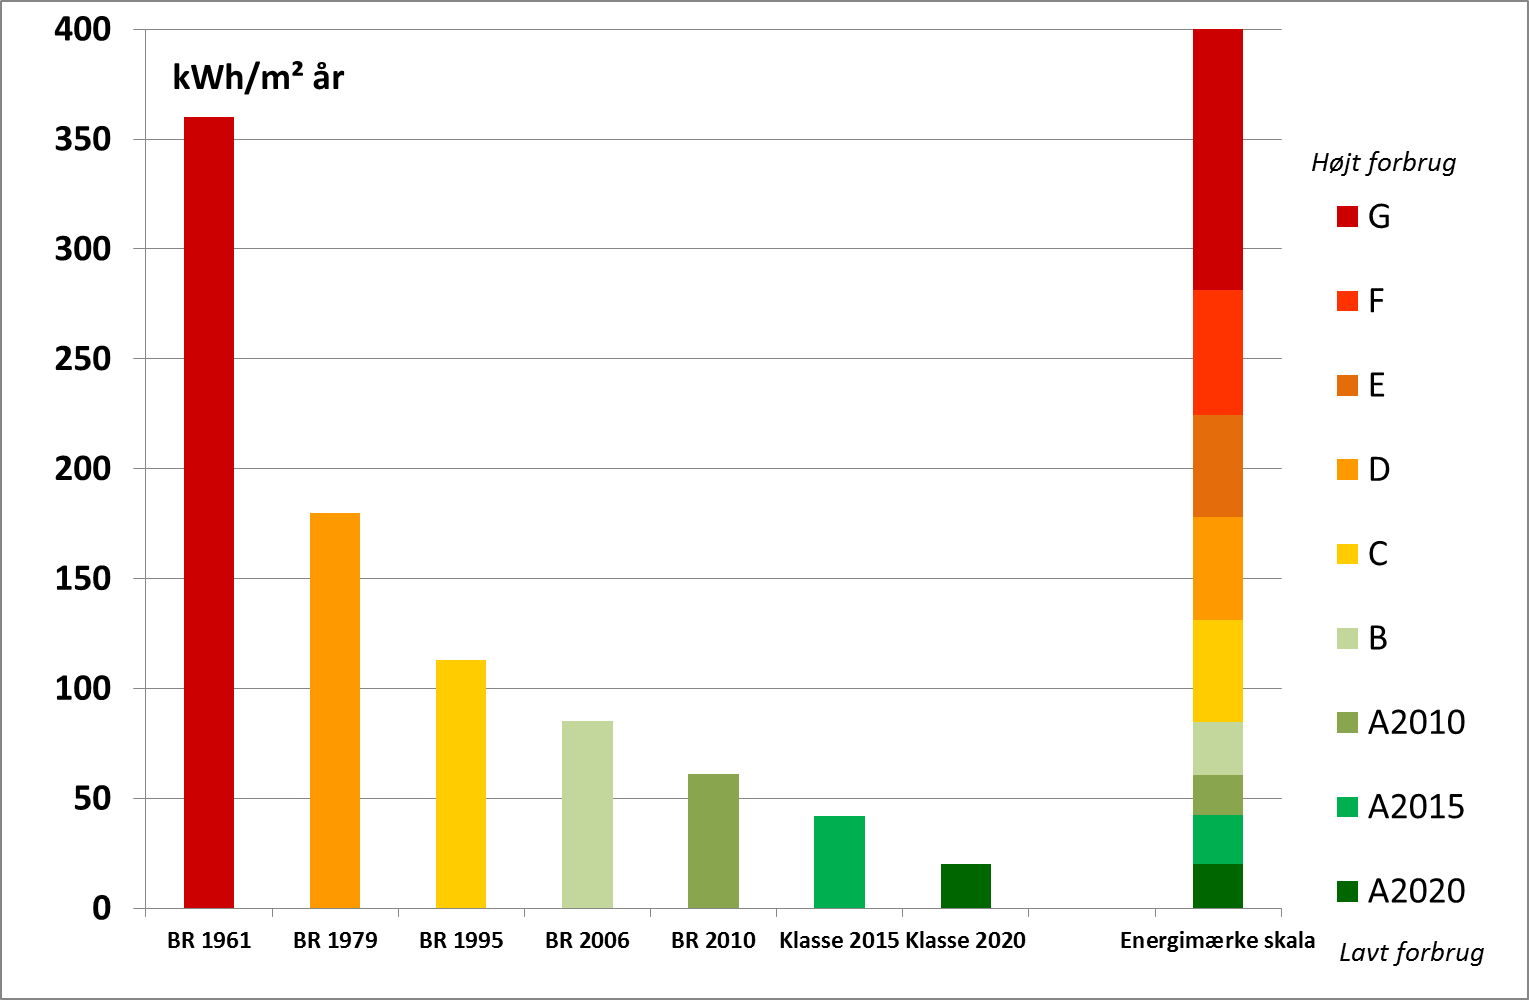 kWh/m² år
400
350
300
250
200
150
100
50
0
BR 1961
BR 1979
BR 1995
BR 2006
BR 2010
Klasse 2015
Klasse 2020
Energimærke skala
Højt forbrug
G
F
E
D
C
B
A2010
A2015
A2020
Lavt forbrug